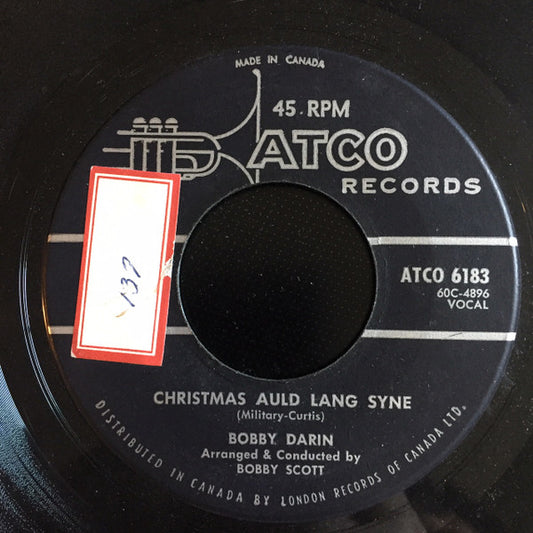 MADE IN CANADA
45 RPM
ATCO
RECORDS
137
ATCO 6183
60C-4896
VOCAL
CHRISTMAS AULD LANG SYNE
(Military-Curtis)
BOBBY DARIN
Arranged & Conducted by
BOBBY SCOTT
DISTRIBUTED IN CANADA BY LONDON RECORDS OF CANADA LTD.